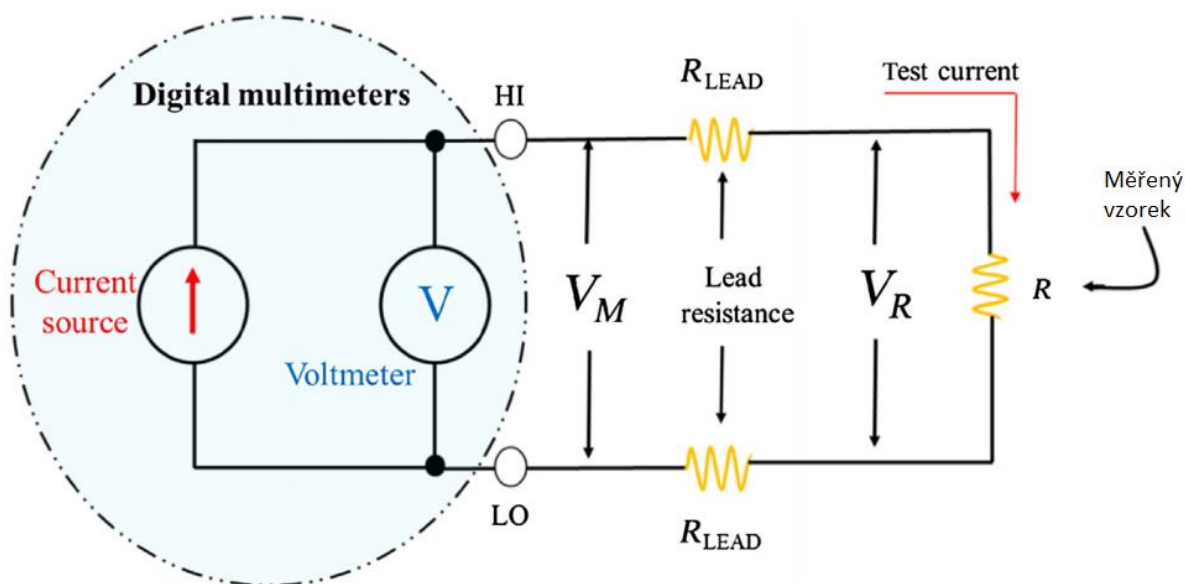 Digital multimeters
HI
R_LEAD
Test current
Měřený
vzorek
Current
source
V
Voltmeter
V_M
Lead
resistance
V_R
R
LO
R_LEAD